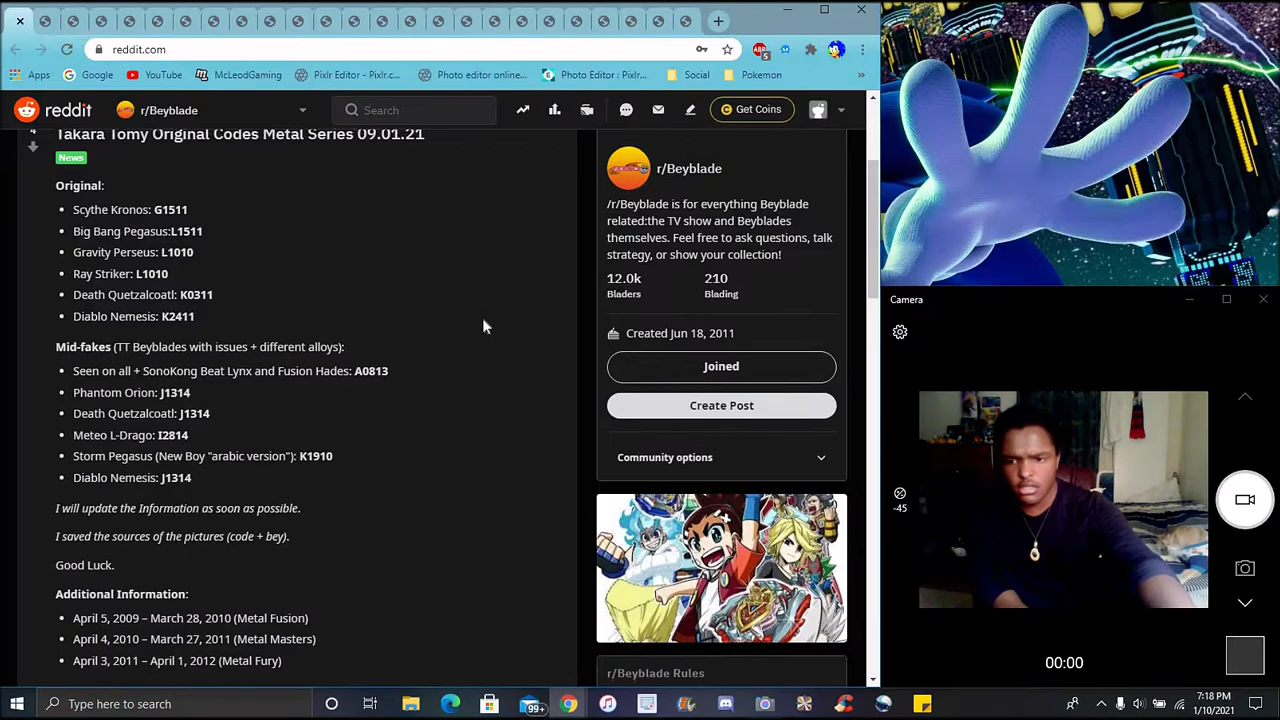 reddit.com
ABP
5
Apps
Google
YouTube
McLeodGaming
Pixlr Editor - Pixlr.c...
Photo editor online...
Photo Editor : Pixlr...
Social
Pokemon
»
reddit
r/Beyblade
Search
Get Coins
4
Takara Tomy Original Codes Metal Series 09.01.21
News
Original:
• Scythe Kronos: G1511
• Big Bang Pegasus:L1511
• Gravity Perseus: L1010
• Ray Striker: L1010
• Death Quetzalcoatl: K0311
• Diablo Nemesis: K2411
Mid-fakes (TT Beyblades with issues + different alloys):
• Seen on all + SonoKong Beat Lynx and Fusion Hades: A0813
• Phantom Orion: J1314
• Death Quetzalcoatl: J1314
• Meteo L-Drago: I2814
• Storm Pegasus (New Boy "arabic version"): K1910
• Diablo Nemesis: J1314
I will update the Information as soon as possible.
I saved the sources of the pictures (code + bey).
Good Luck.
Additional Information:
• April 5, 2009 – March 28, 2010 (Metal Fusion)
• April 4, 2010 – March 27, 2011 (Metal Masters)
• April 3, 2011 – April 1, 2012 (Metal Fury)
r/Beyblade
/r/Beyblade is for everything Beyblade
related:the TV show and Beyblades
themselves. Feel free to ask questions, talk
strategy, or show your collection!
12.0k
210
Bladers
Blading
Created Jun 18, 2011
Joined
Create Post
Community options
r/Beyblade Rules
Camera
-45
00:00
Type here to search
99+
7:18 PM
1/10/2021